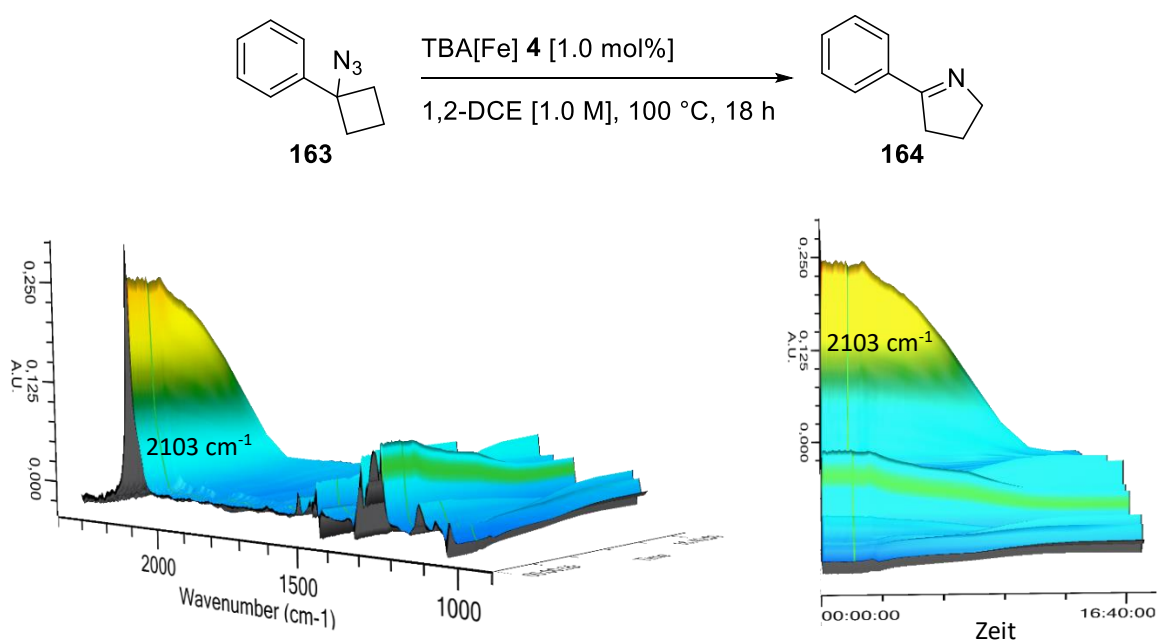 TBA[Fe] 4 [1.0 mol%]
N₃
N
1,2-DCE [1.0 M], 100 °C, 18 h
163
164
0,250
0,125
0,000
A.U.
2103 cm⁻¹
2000
1500
1000
Wavenumber (cm-1)
0,250
0,125
0,000
A.U.
2103 cm⁻¹
00:00:00
16:40:00
Zeit